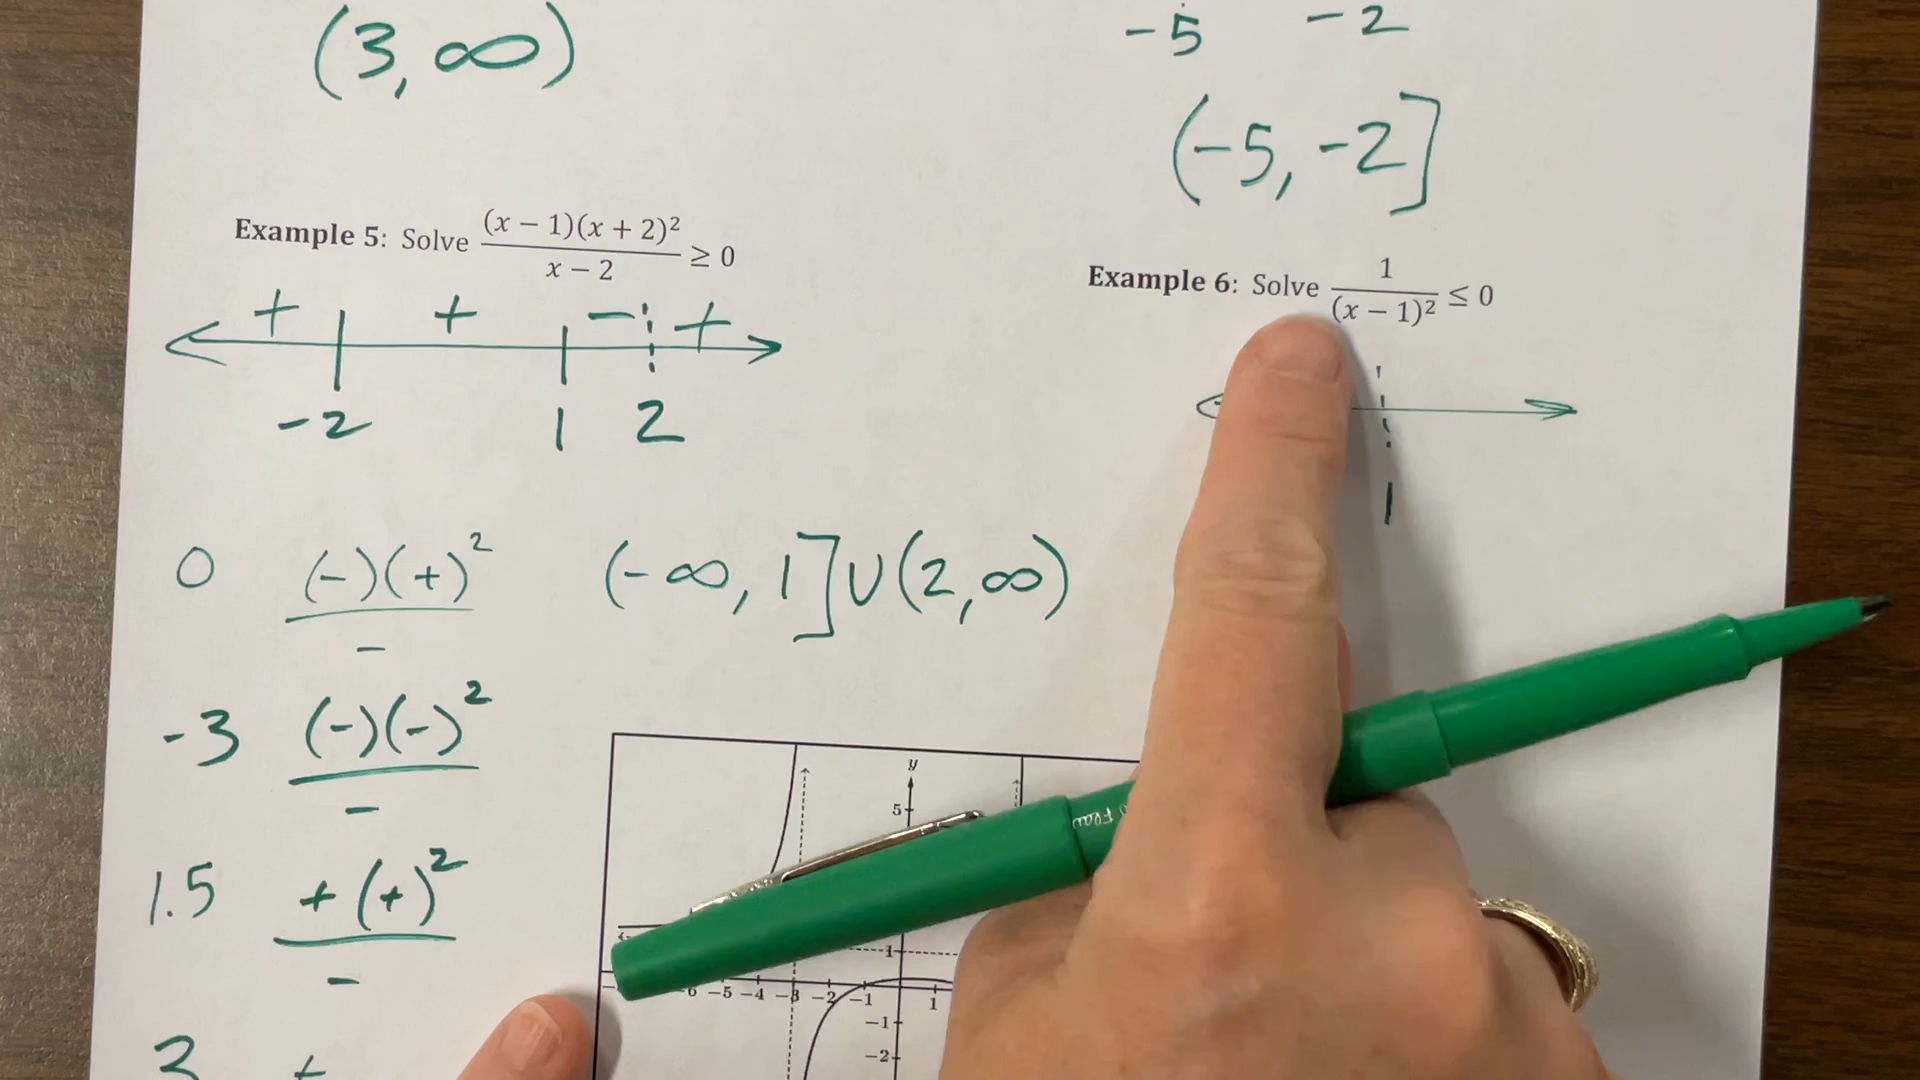 (3, ∞)
-5 -2
(-5, -2]
Example 5: Solve (x − 1)(x + 2)² / x − 2 ≥ 0
+ + - +
-2 1 2
Example 6: Solve 1 / (x − 1)² ≤ 0
1
0 (-)(+)² / -
(-∞, 1] ∪ (2, ∞)
-3 (-)(-)² / -
1.5 +(+)² / -
3 +
y
5
1
-5 -4 -3 -2 -1 1
-1
-2
Flair